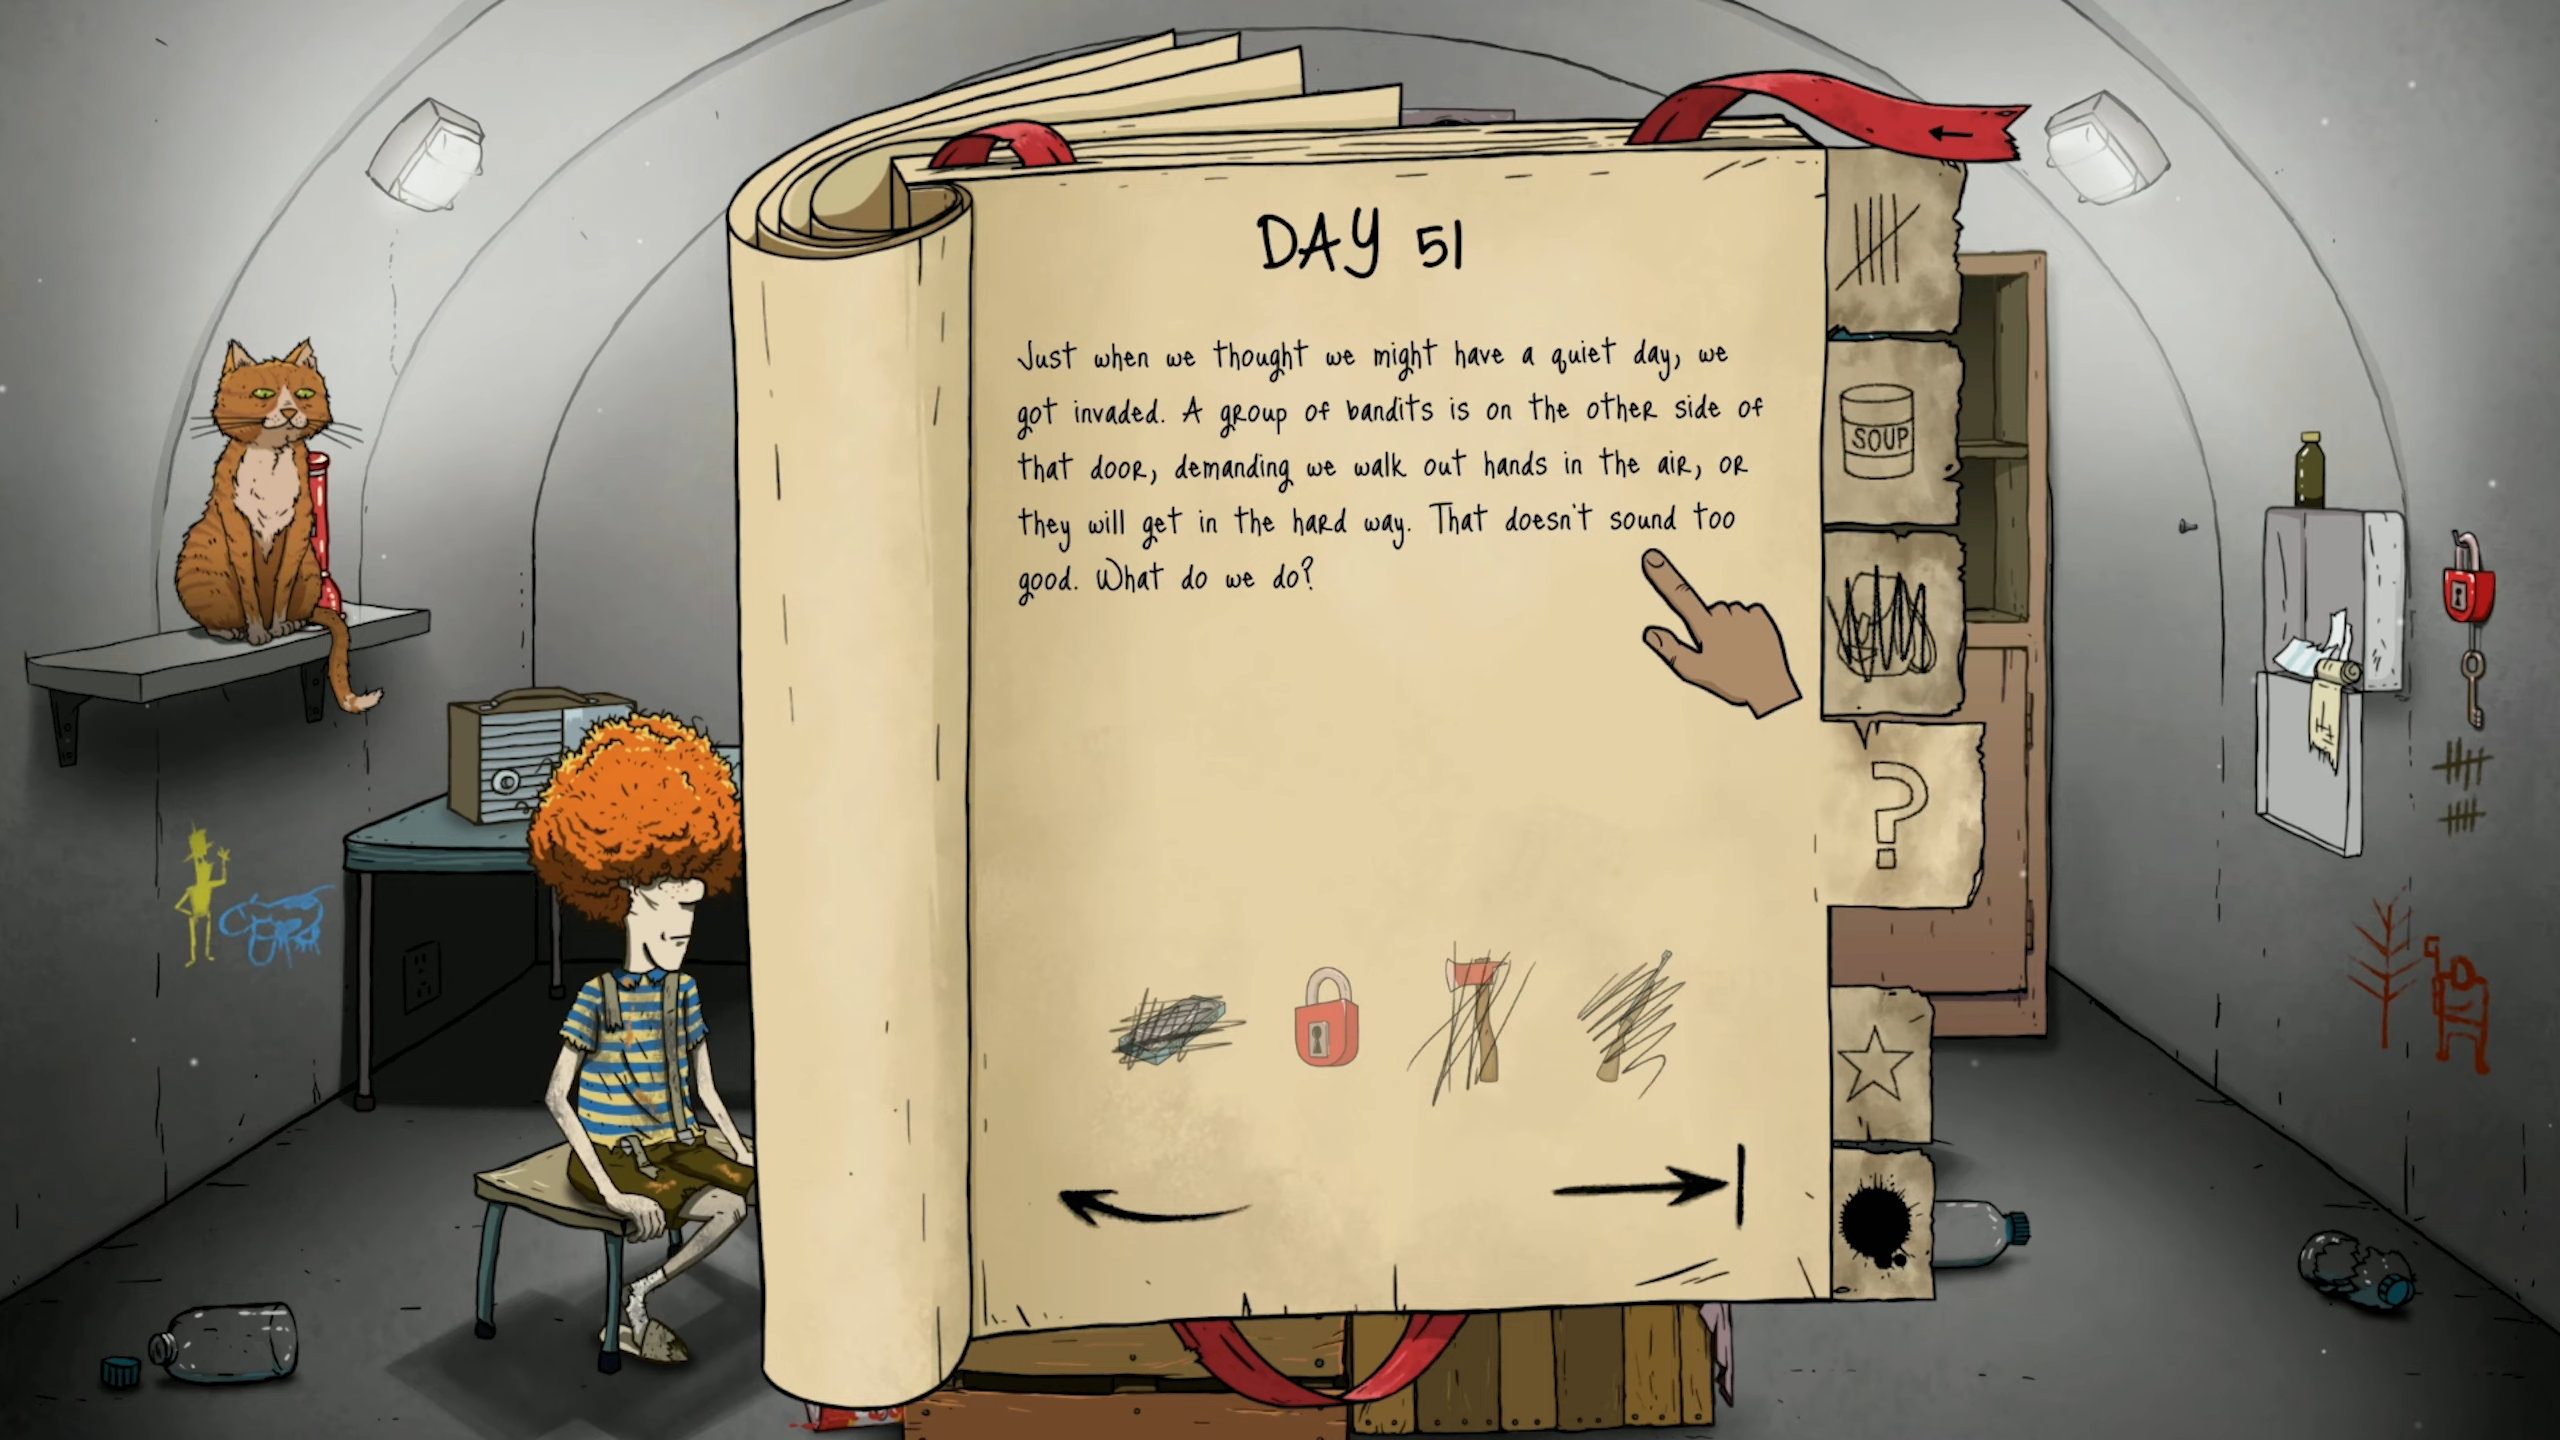 DAY 51
Just when we thought we might have a quiet day, we
got invaded. A group of bandits is on the other side of
that door, demanding we walk out hands in the air, or
they will get in the hard way. That doesn't sound too
good. What do we do?
SOUP